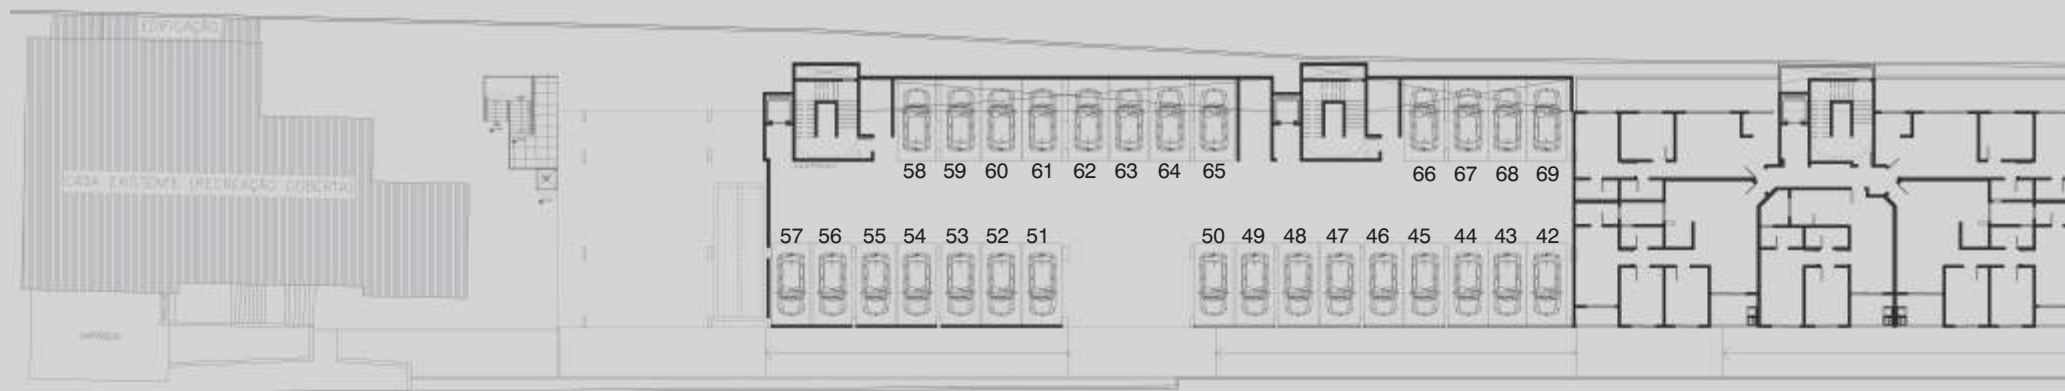 EDIFICAÇÃO
CASA EXISTENTE (RECREAÇÃO COBERTA)
58 59 60 61 62 63 64 65
66 67 68 69
57 56 55 54 53 52 51
50 49 48 47 46 45 44 43 42